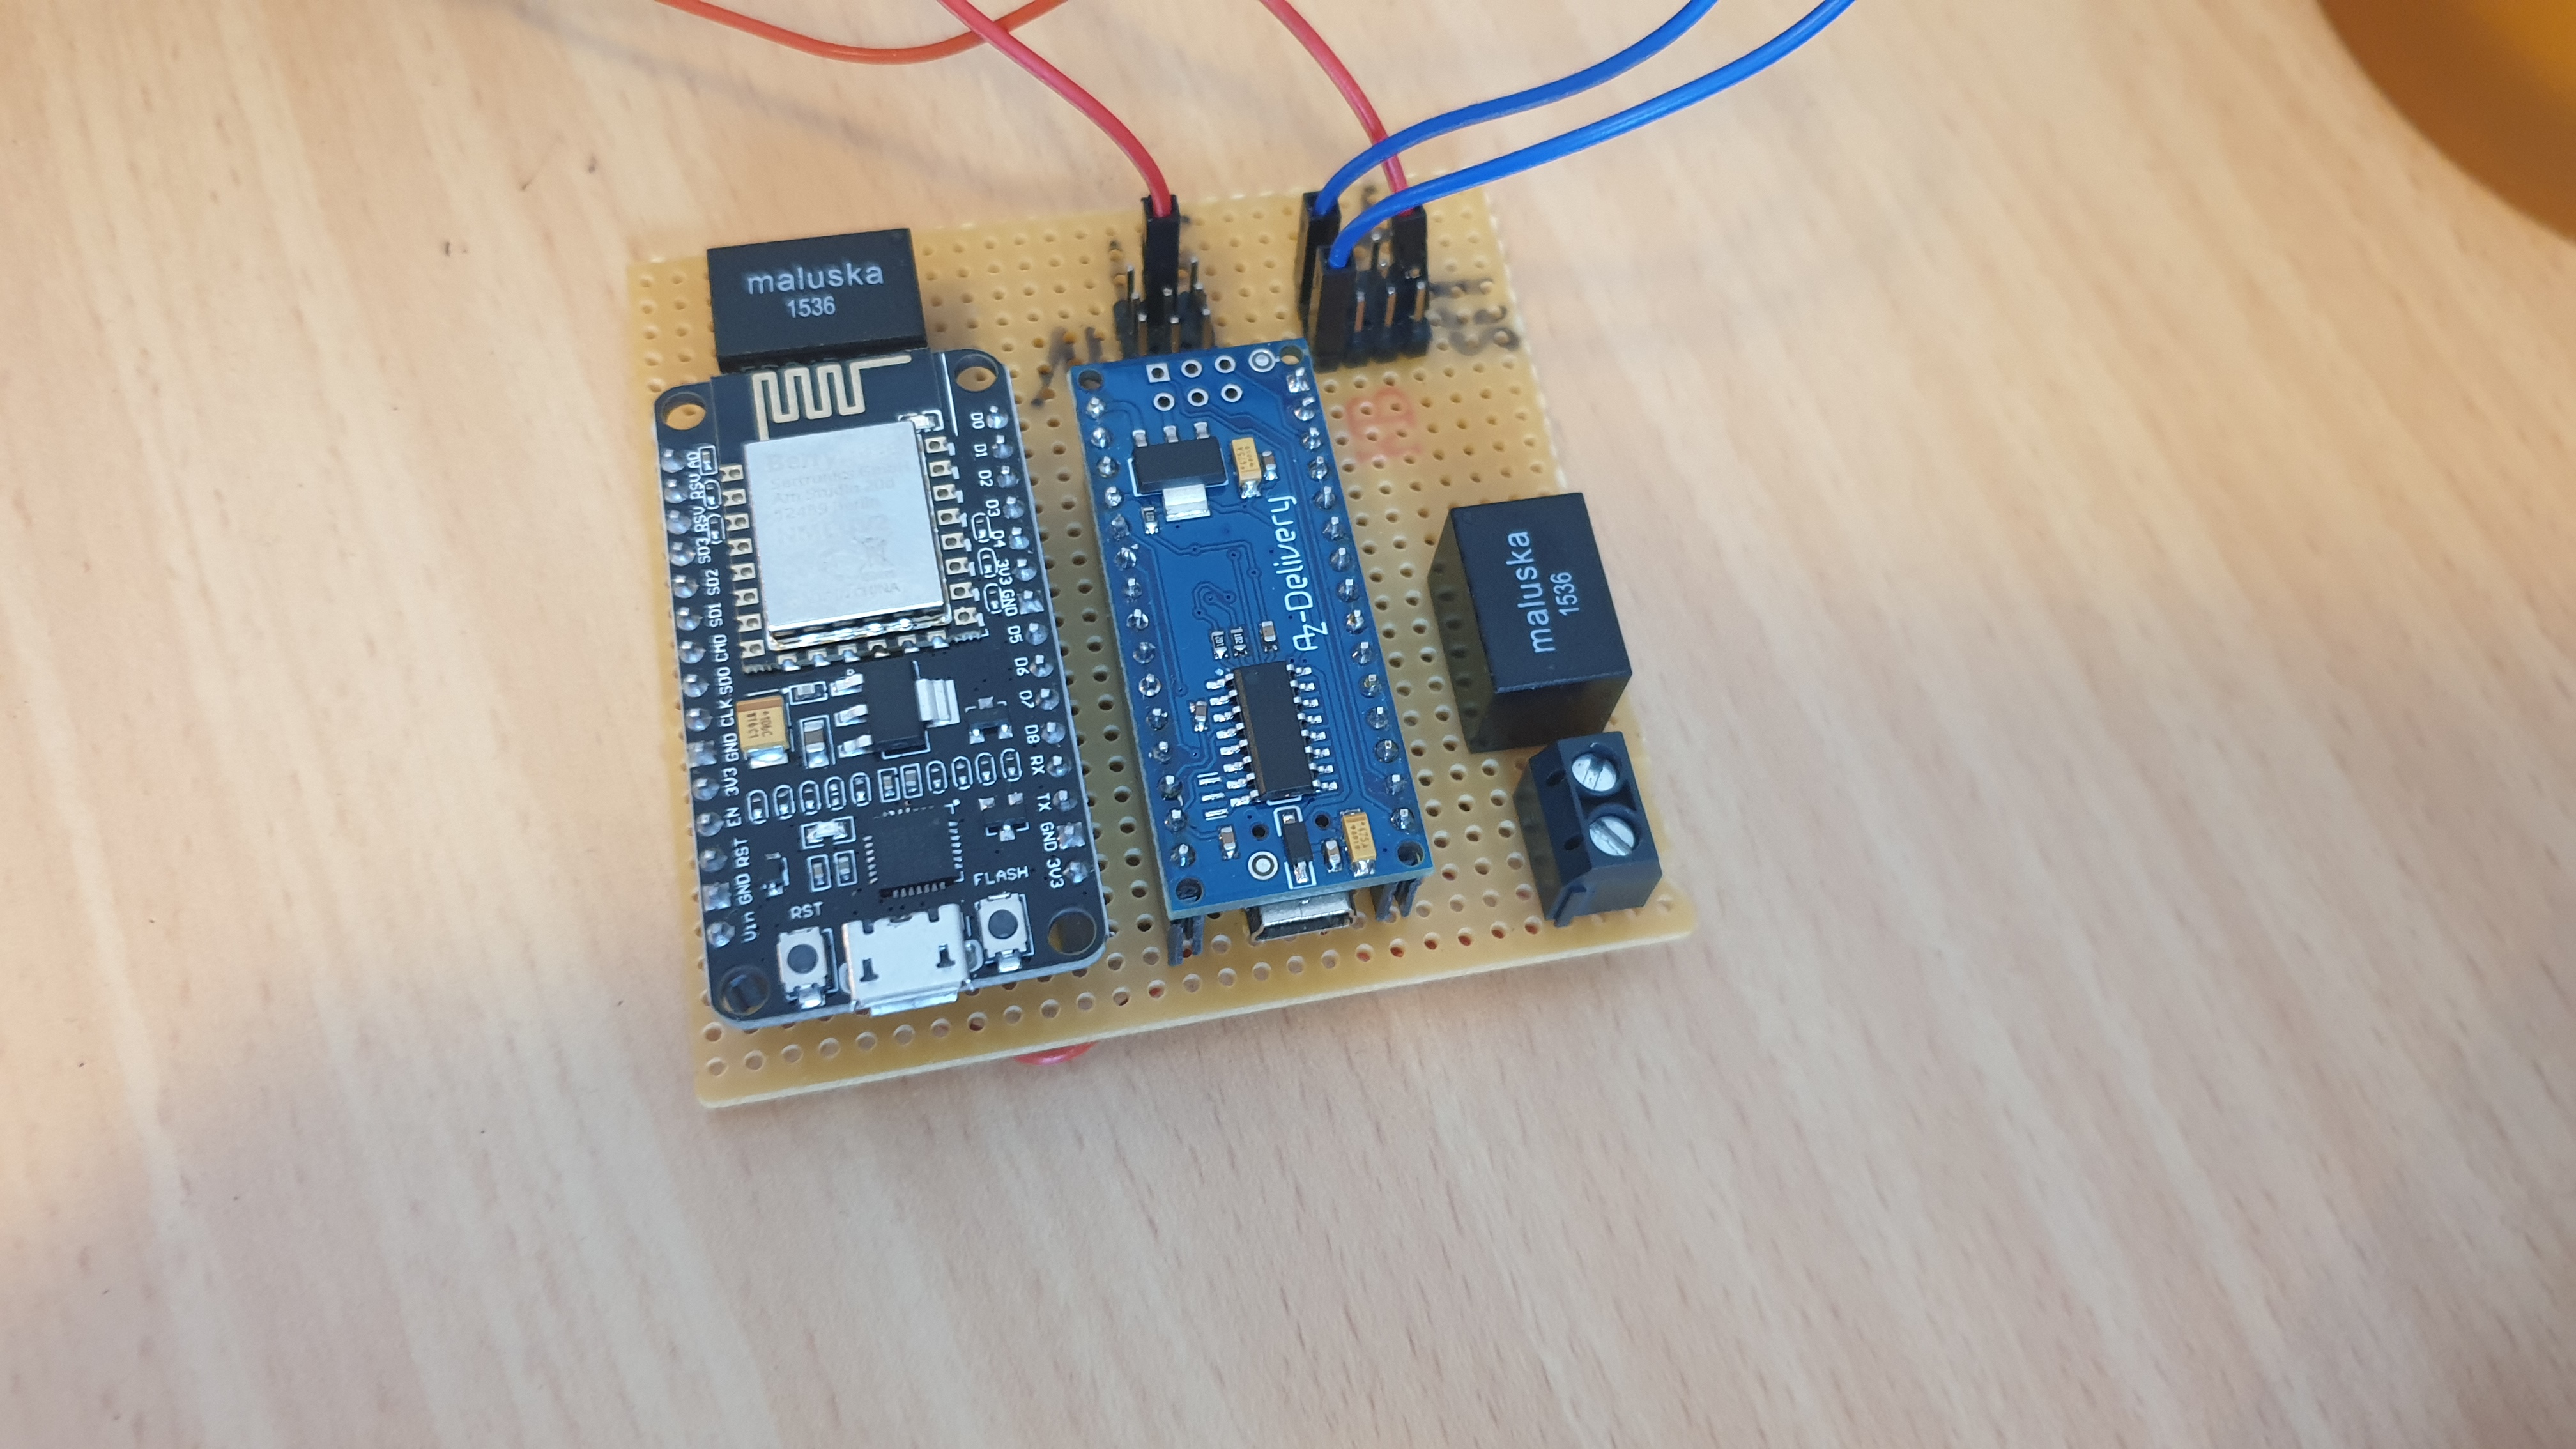 maluska
1536
A0
RSV
RSV
SD3
SD2
SD1
CMD
SD0
CLK
GND
3V3
EN
RST
GND
Vin
D0
D1
D2
D3
D4
3V3
GND
D5
D6
D7
D8
RX
TX
GND
3V3
RST
FLASH
AZ-Delivery
maluska
1536